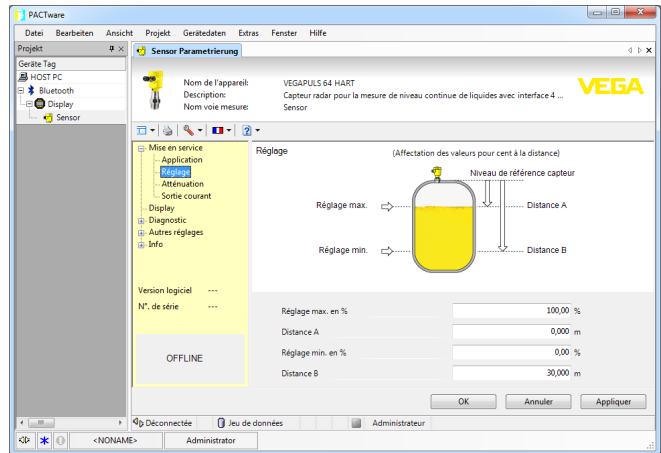 PACTware
Datei Bearbeiten Ansicht Projekt Gerätedaten Extras Fenster Hilfe
Projekt
Sensor Parametrierung
Geräte Tag
HOST PC
Bluetooth
Display
Sensor
Nom de l'appareil: VEGAPULS 64 HART
Description: Capteur radar pour la mesure de niveau continue de liquides avec interface 4 ...
Nom voie mesure: Sensor
VEGA
Mise en service
Application
Réglage
Atténuation
Sortie courant
Display
Diagnostic
Autres réglages
Info
Version logiciel ---
N°. de série ---
OFFLINE
Réglage
(Affectation des valeurs pour cent à la distance)
Niveau de référence capteur
Réglage max. Distance A
Réglage min. Distance B
Réglage max. en % 100,00 %
Distance A 0,000 m
Réglage min. en % 0,00 %
Distance B 30,000 m
OK Annuler Appliquer
Déconnectée Jeu de données Administrateur
<NONAME> Administrator